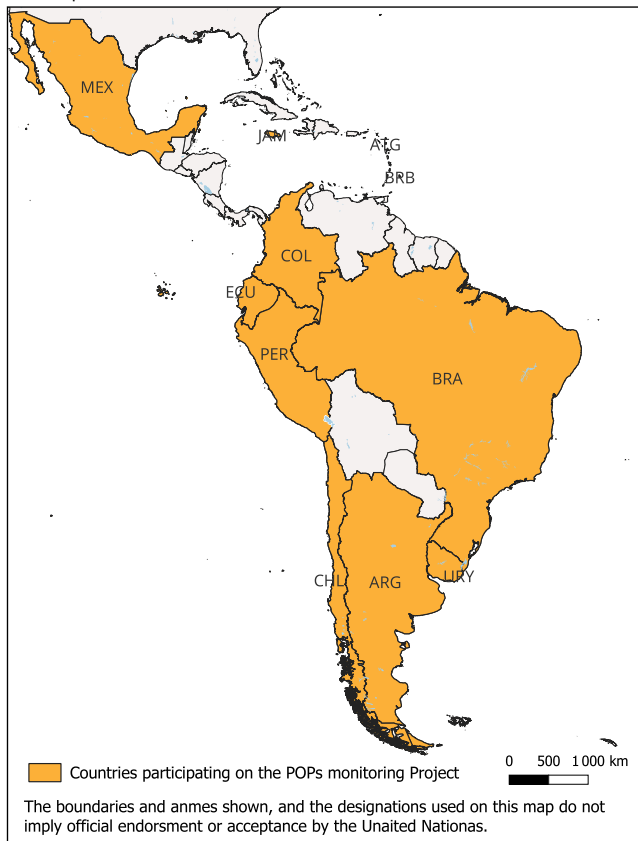 MEX
JAM
ATG
BRB
COL
ECU
PER
BRA
CHL
ARG
URY
0 500 1 000 km
Countries participating on the POPs monitoring Project
The boundaries and anmes shown, and the designations used on this map do not
imply official endorsment or acceptance by the Unaited Nationas.